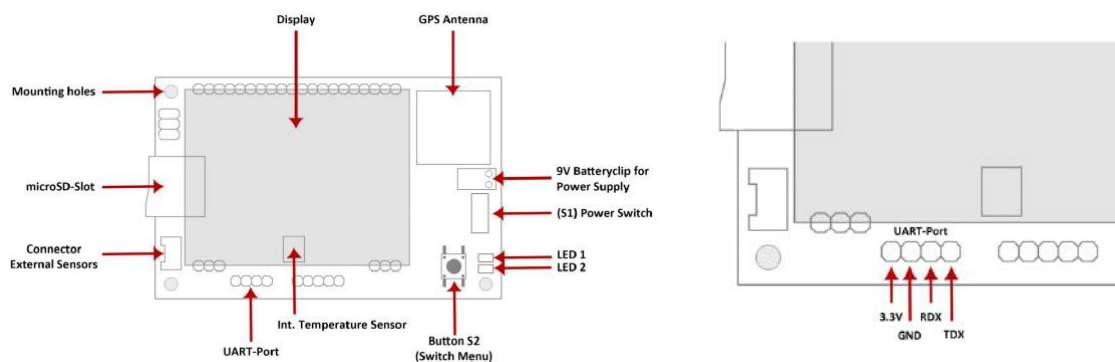 Display
GPS Antenna
Mounting holes
microSD-Slot
9V Batteryclip for
Power Supply
(S1) Power Switch
Connector
External Sensors
LED 1
LED 2
Int. Temperature Sensor
UART-Port
Button S2
(Switch Menu)
UART-Port
3.3V
GND
RDX
TDX